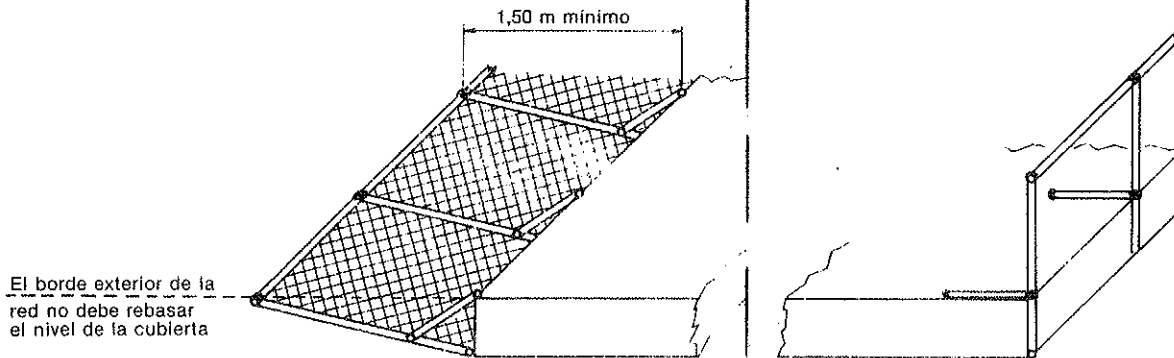 1,50 m mínimo
El borde exterior de la
red no debe rebasar
el nivel de la cubierta